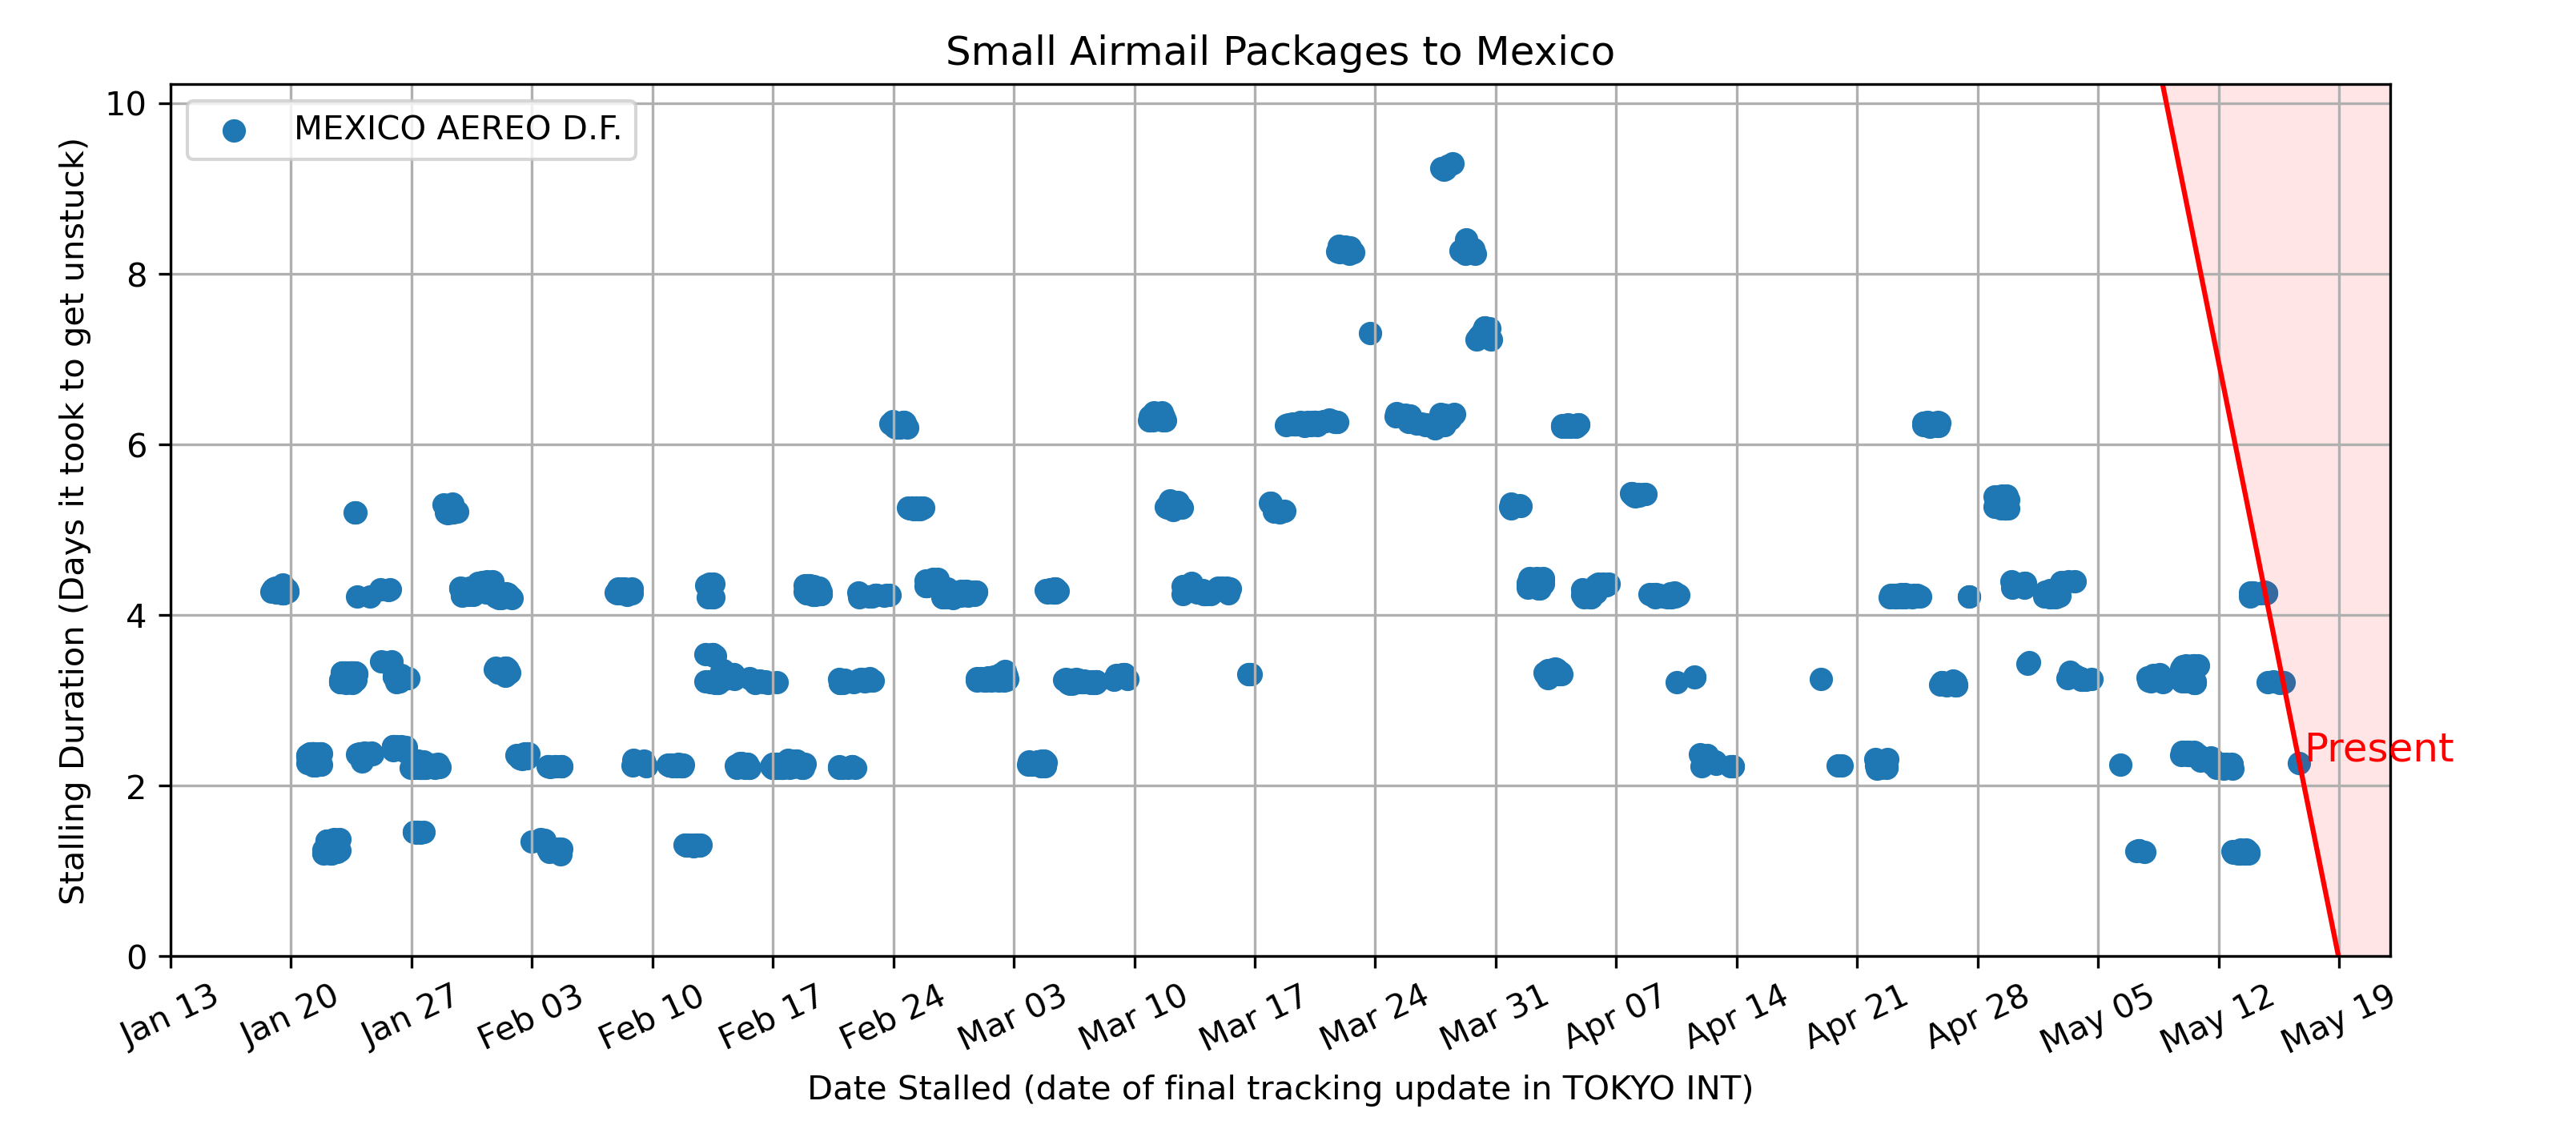 Small Airmail Packages to Mexico
MEXICO AEREO D.F.
Stalling Duration (Days it took to get unstuck)
10
8
6
4
2
0
Present
Jan 13
Jan 20
Jan 27
Feb 03
Feb 10
Feb 17
Feb 24
Mar 03
Mar 10
Mar 17
Mar 24
Mar 31
Apr 07
Apr 14
Apr 21
Apr 28
May 05
May 12
May 19
Date Stalled (date of final tracking update in TOKYO INT)